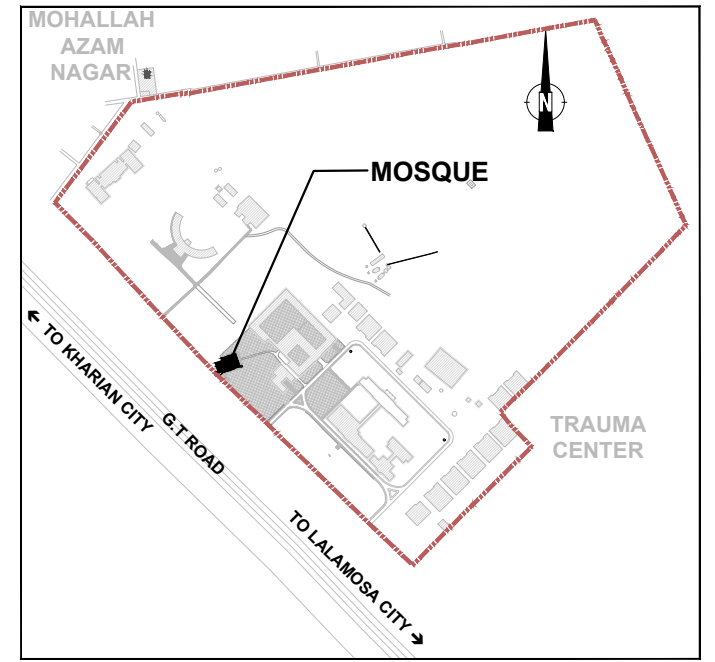 MOHALLAH
AZAM
NAGAR
N
MOSQUE
TO KHARIAN CITY
G.T ROAD
TRAUMA
CENTER
TO LALAMOSA CITY